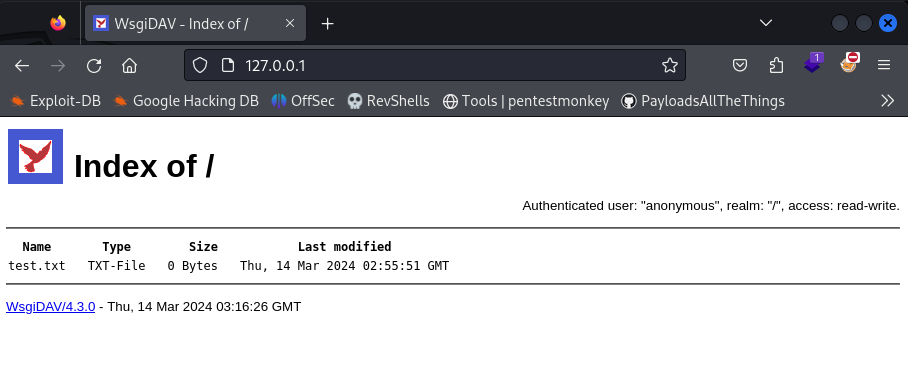 WsgiDAV - Index of /
127.0.0.1
1
Exploit-DB Google Hacking DB OffSec RevShells Tools | pentestmonkey PayloadsAllTheThings
Index of /
Authenticated user: "anonymous", realm: "/", access: read-write.
Name Type Size Last modified
test.txt TXT-File 0 Bytes Thu, 14 Mar 2024 02:55:51 GMT
WsgiDAV/4.3.0 - Thu, 14 Mar 2024 03:16:26 GMT